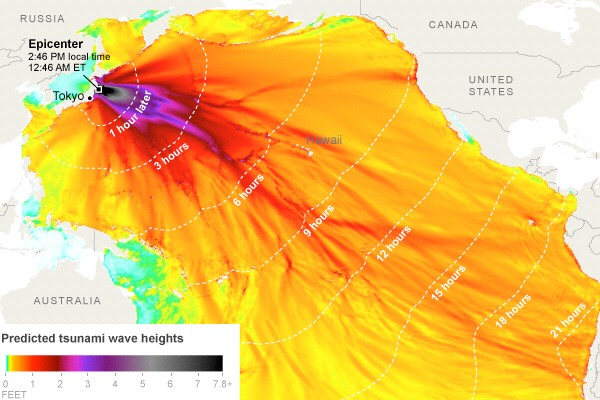 RUSSIA
CANADA
Epicenter
2:46 PM local time
12:46 AM ET
UNITED
STATES
Tokyo
1 hour later
Hawaii
3 hours
6 hours
9 hours
12 hours
15 hours
18 hours
21 hours
AUSTRALIA
Predicted tsunami wave heights
0 1 2 3 4 5 6 7 7.8+
FEET